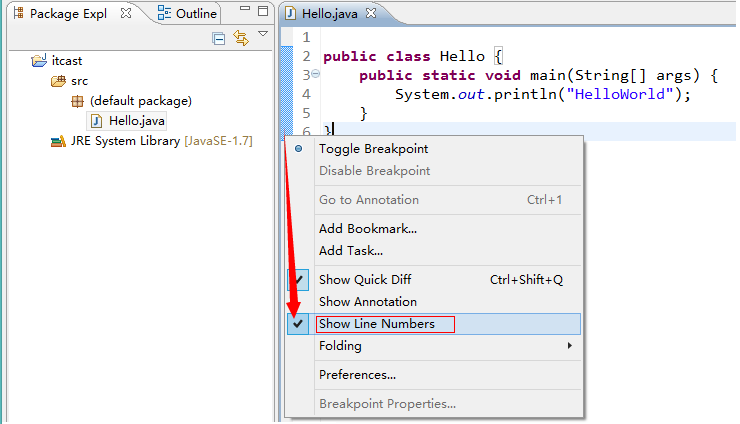 Package Expl
Outline
itcast
src
(default package)
Hello.java
JRE System Library [JavaSE-1.7]
Hello.java
1
2 public class Hello {
3 public static void main(String[] args) {
4 System.out.println("HelloWorld");
5 }
6 }
Toggle Breakpoint
Disable Breakpoint
Go to Annotation Ctrl+1
Add Bookmark...
Add Task...
Show Quick Diff Ctrl+Shift+Q
Show Annotation
Show Line Numbers
Folding
Preferences...
Breakpoint Properties...